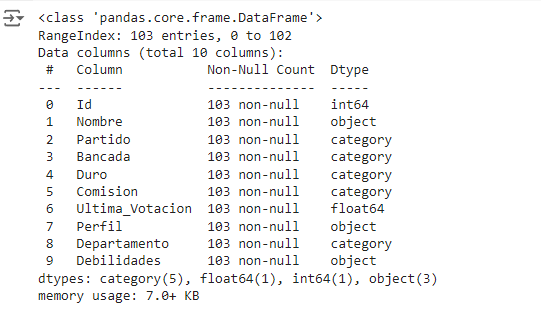 <class 'pandas.core.frame.DataFrame'>
RangeIndex: 103 entries, 0 to 102
Data columns (total 10 columns):
 #   Column           Non-Null Count  Dtype
---  ------           --------------  -----
 0   Id               103 non-null    int64
 1   Nombre           103 non-null    object
 2   Partido          103 non-null    category
 3   Bancada          103 non-null    category
 4   Duro             103 non-null    category
 5   Comision         103 non-null    category
 6   Ultima_Votacion  103 non-null    float64
 7   Perfil           103 non-null    object
 8   Departamento     103 non-null    category
 9   Debilidades      103 non-null    object
dtypes: category(5), float64(1), int64(1), object(3)
memory usage: 7.0+ KB